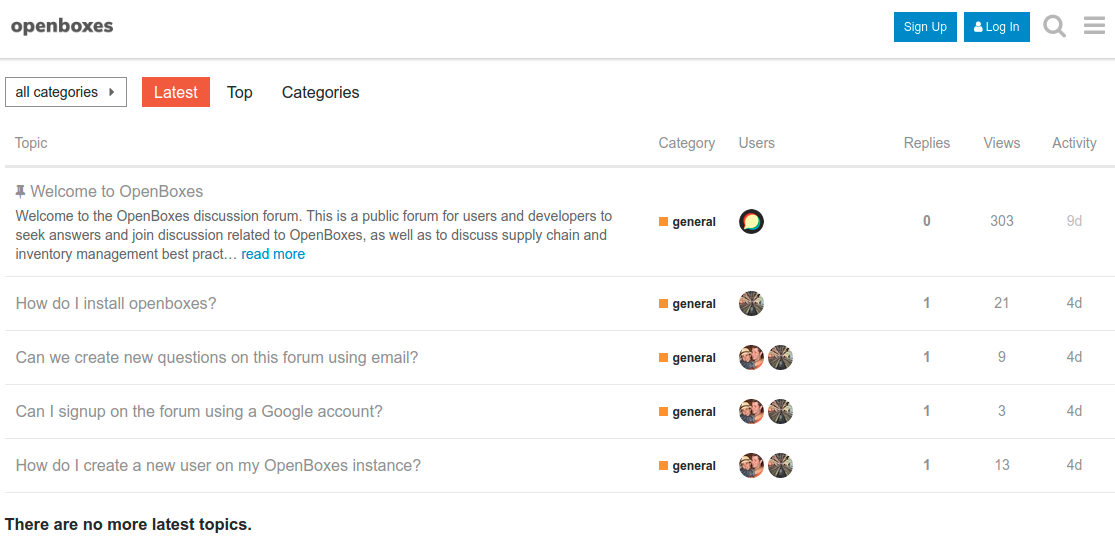 openboxes
Sign Up Log In
all categories Latest Top Categories
Topic Category Users Replies Views Activity
Welcome to OpenBoxes
Welcome to the OpenBoxes discussion forum. This is a public forum for users and developers to
seek answers and join discussion related to OpenBoxes, as well as to discuss supply chain and
inventory management best pract… read more
general 0 303 9d
How do I install openboxes? general 1 21 4d
Can we create new questions on this forum using email? general 1 9 4d
Can I signup on the forum using a Google account? general 1 3 4d
How do I create a new user on my OpenBoxes instance? general 1 13 4d
There are no more latest topics.